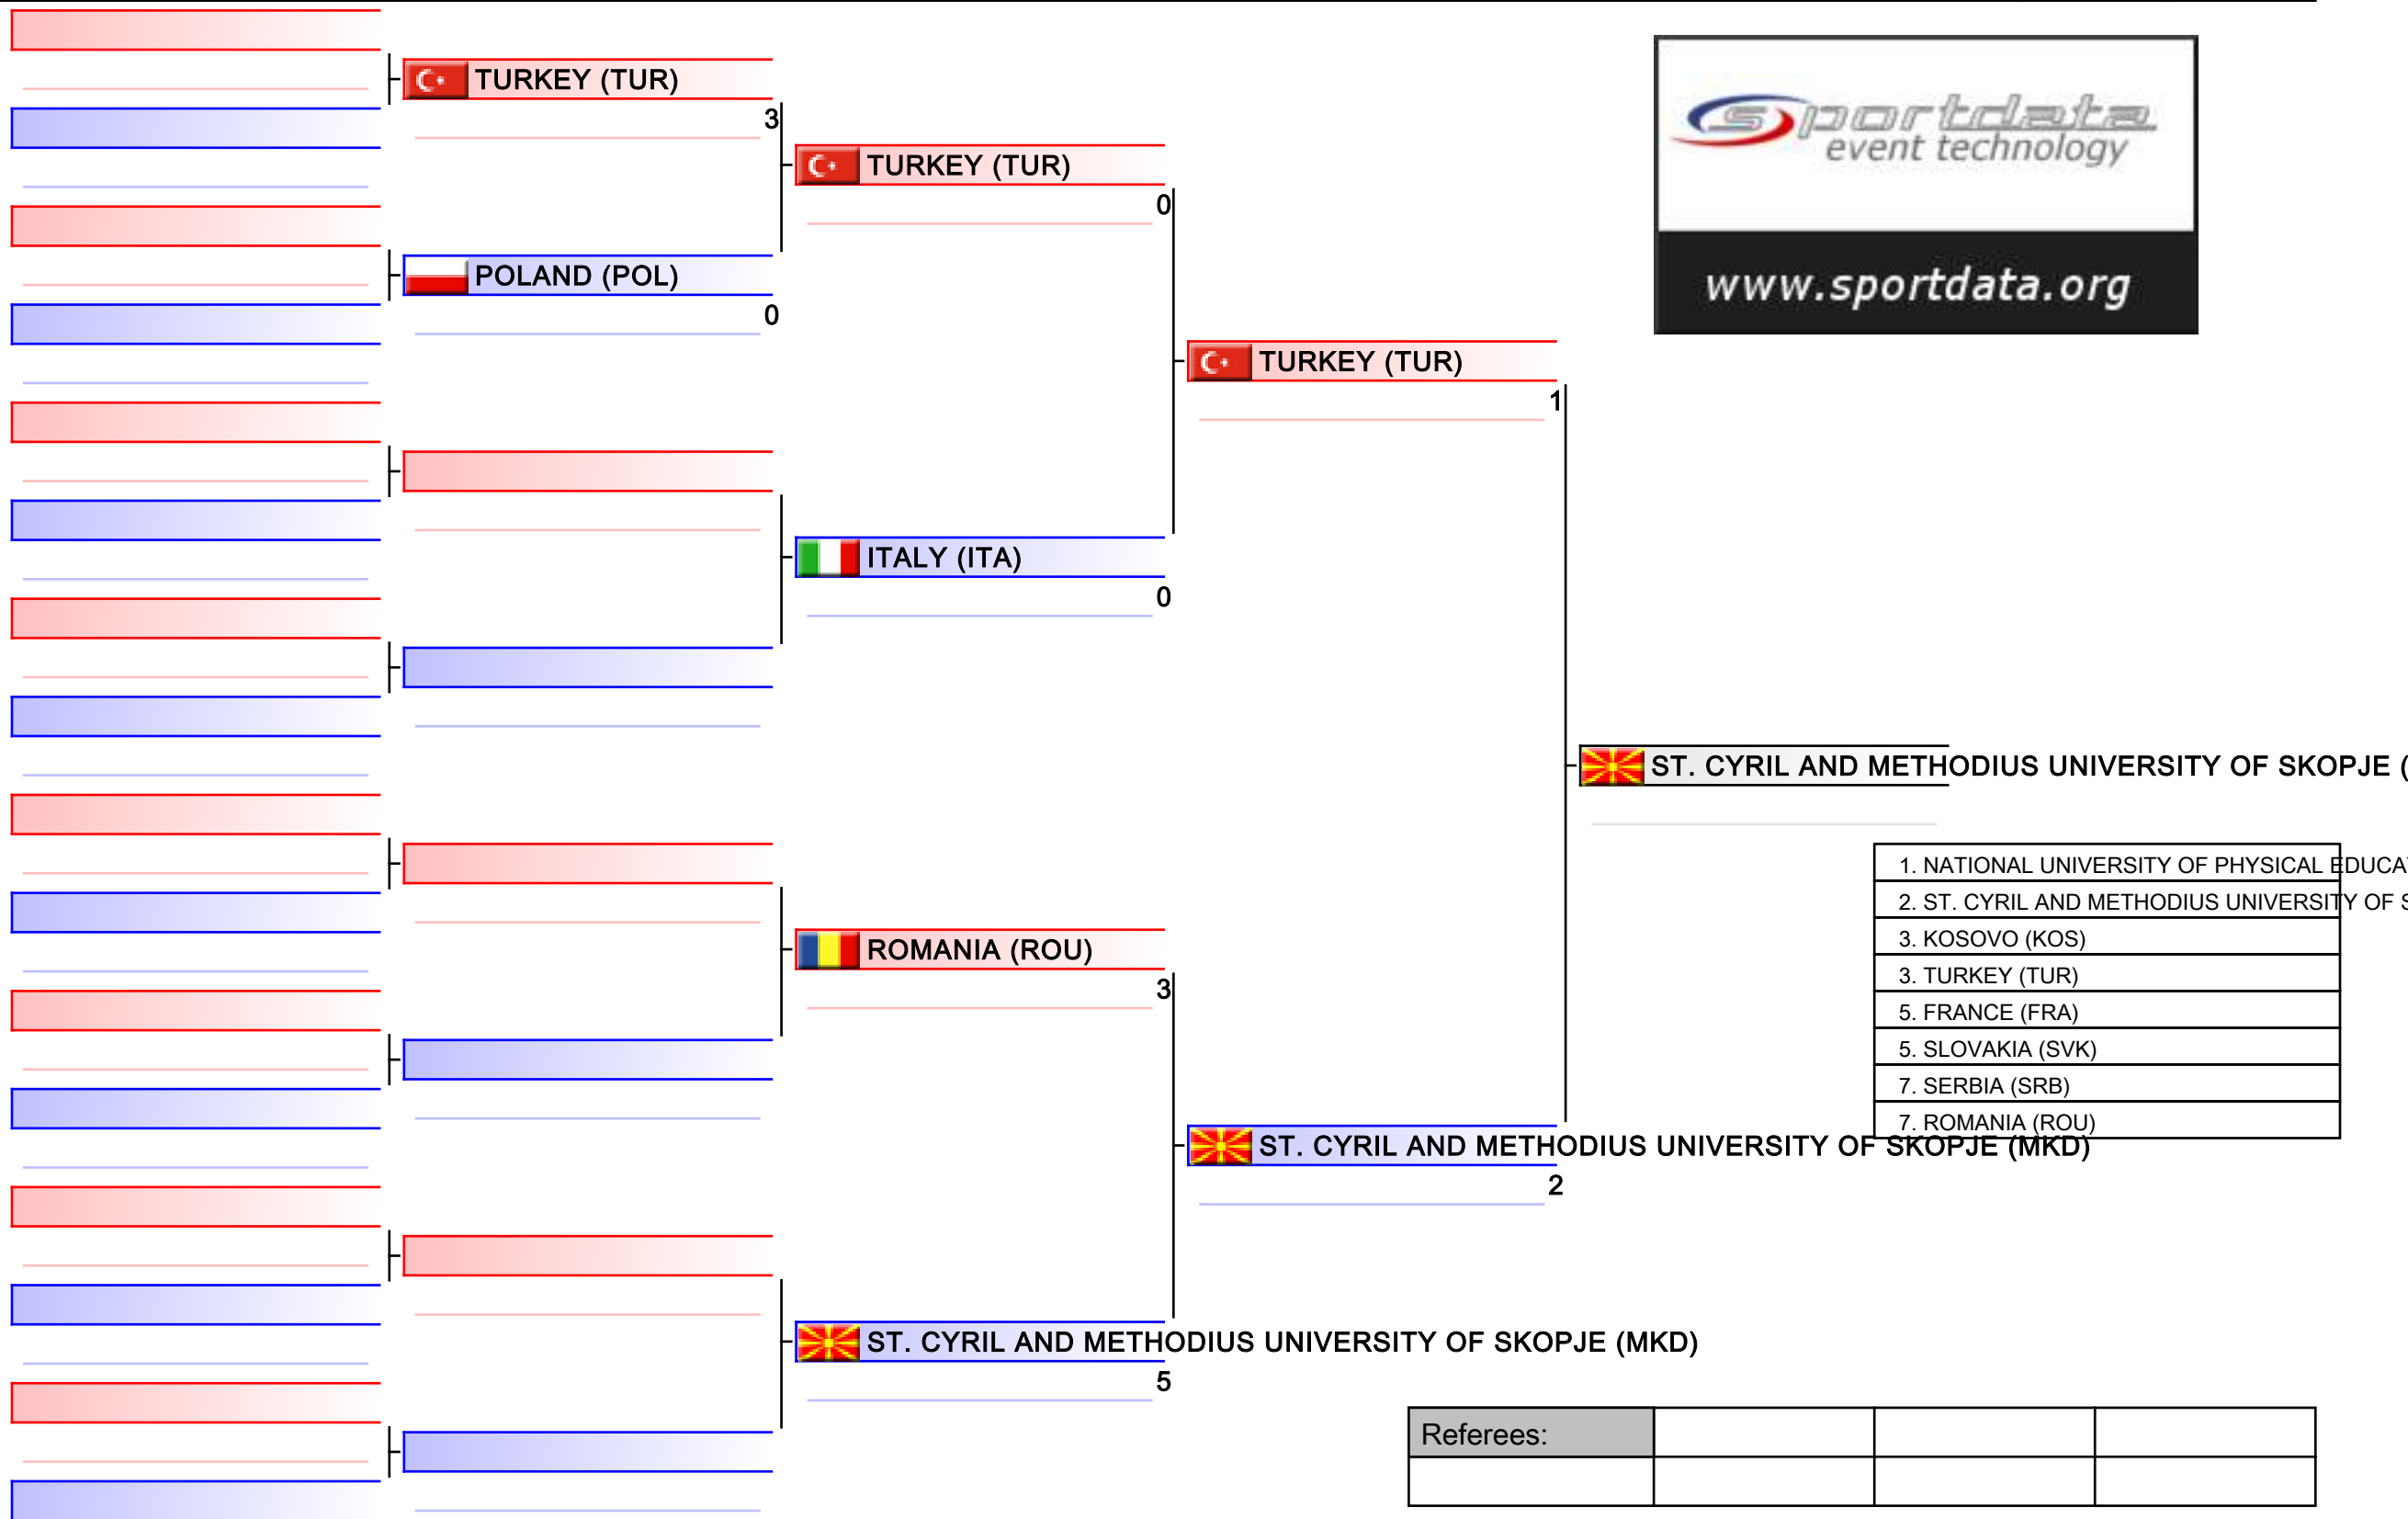 TURKEY (TUR)
3
POLAND (POL)
0
TURKEY (TUR)
0
ITALY (ITA)
0
ROMANIA (ROU)
3
ST. CYRIL AND METHODIUS UNIVERSITY OF SKOPJE (MKD)
5
TURKEY (TUR)
1
ST. CYRIL AND METHODIUS UNIVERSITY OF SKOPJE (MKD)
2
ST. CYRIL AND METHODIUS UNIVERSITY OF SKOPJE (
sportdata
event technology
www.sportdata.org
1. NATIONAL UNIVERSITY OF PHYSICAL EDUCA
2. ST. CYRIL AND METHODIUS UNIVERSITY OF S
3. KOSOVO (KOS)
3. TURKEY (TUR)
5. FRANCE (FRA)
5. SLOVAKIA (SVK)
7. SERBIA (SRB)
7. ROMANIA (ROU)
Referees: